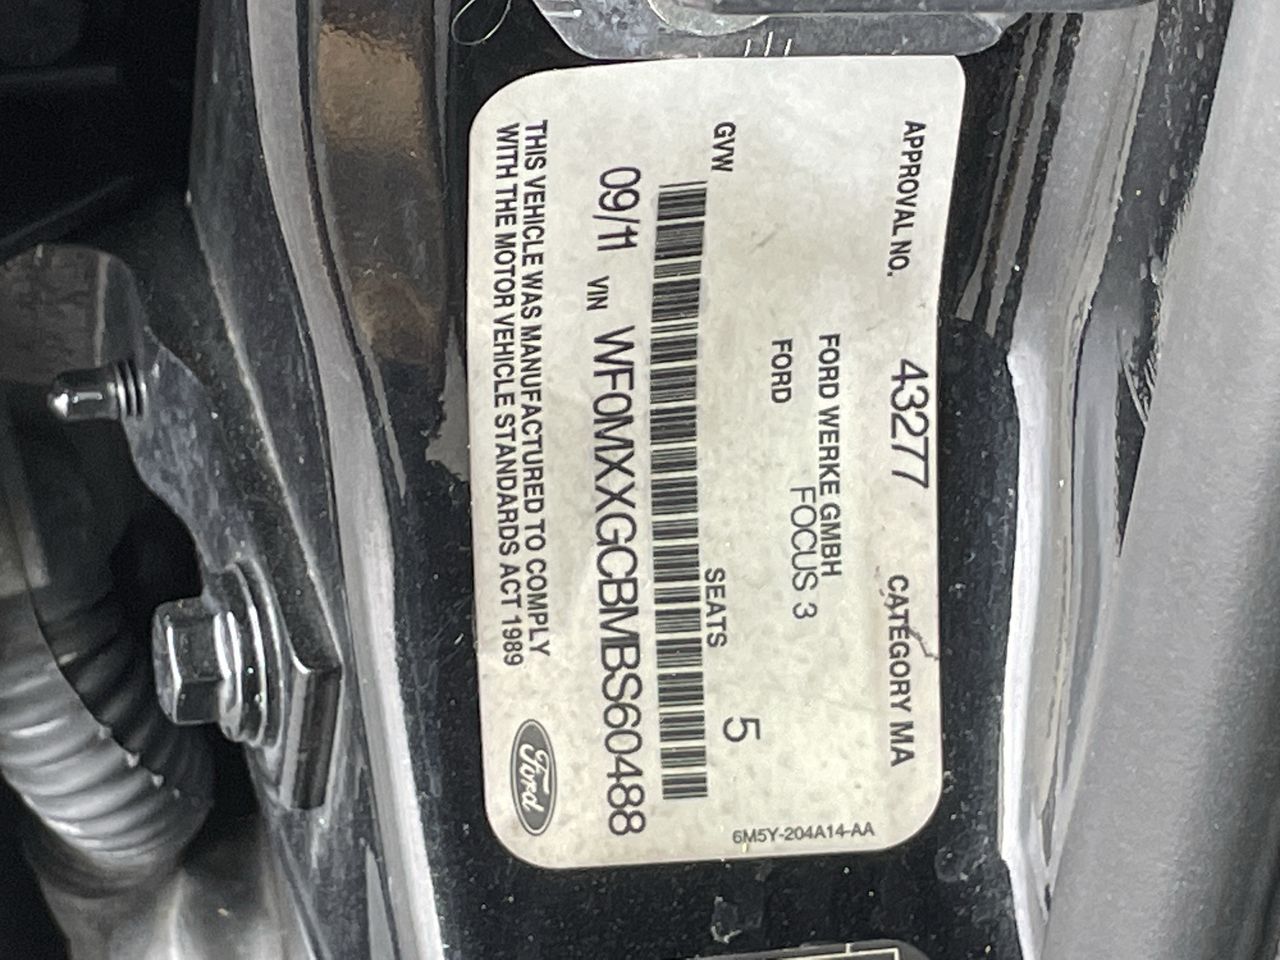 APPROVAL NO. 43277 CATEGORY MA
FORD WERKE GMBH
FORD FOCUS 3
GVW SEATS 5
6M5Y-204A14-AA
09/11 VIN WF0MXXGCBMBS60488
THIS VEHICLE WAS MANUFACTURED TO COMPLY
WITH THE MOTOR VEHICLE STANDARDS ACT 1989
Ford